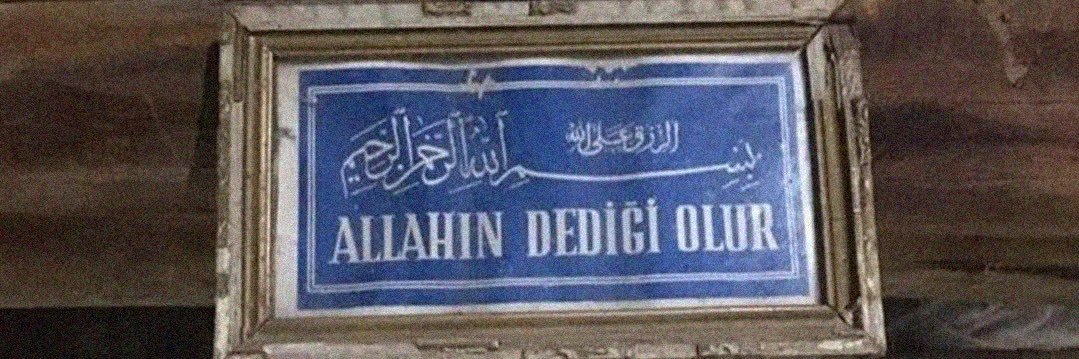 الرزق على الله
بسم الله الرحمن الرحيم
ALLAHIN DEDİĞİ OLUR